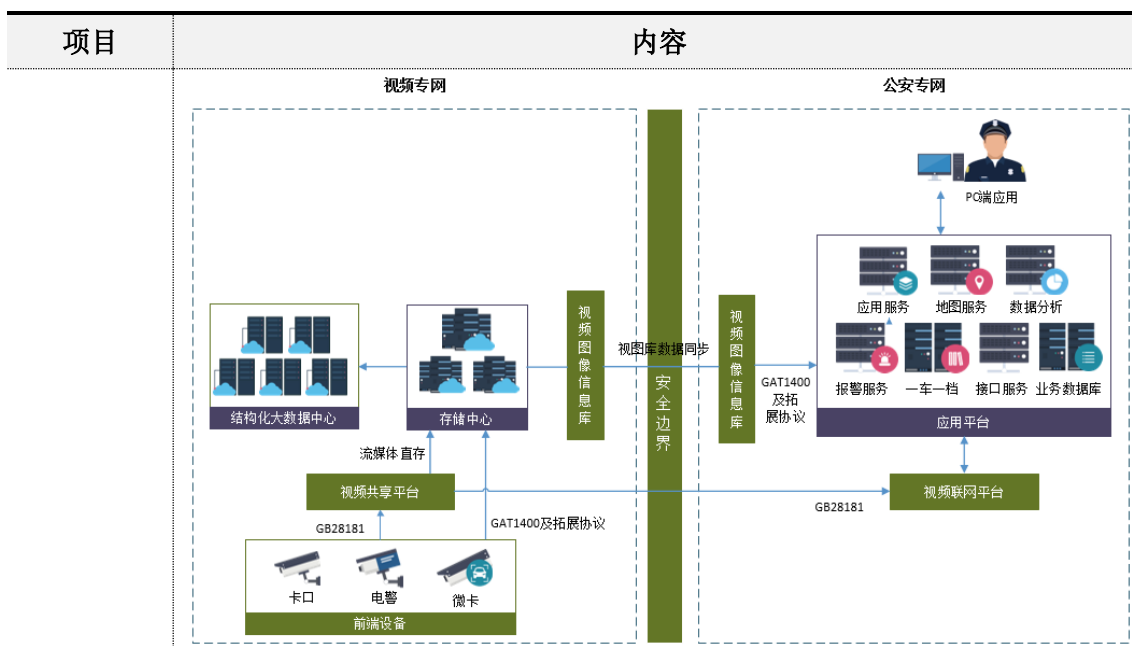 项目
内容
视频专网
公安专网
PC端应用
应用服务
地图服务
数据分析
报警服务
一车一档
接口服务
业务数据库
应用平台
结构化大数据中心
存储中心
视频图像信息库
视图库数据同步
安全边界
视频图像信息库
GAT1400
及拓
展协议
流媒体直存
视频共享平台
视频联网平台
GB28181
GB28181
GAT1400及拓展协议
卡口
电警
微卡
前端设备